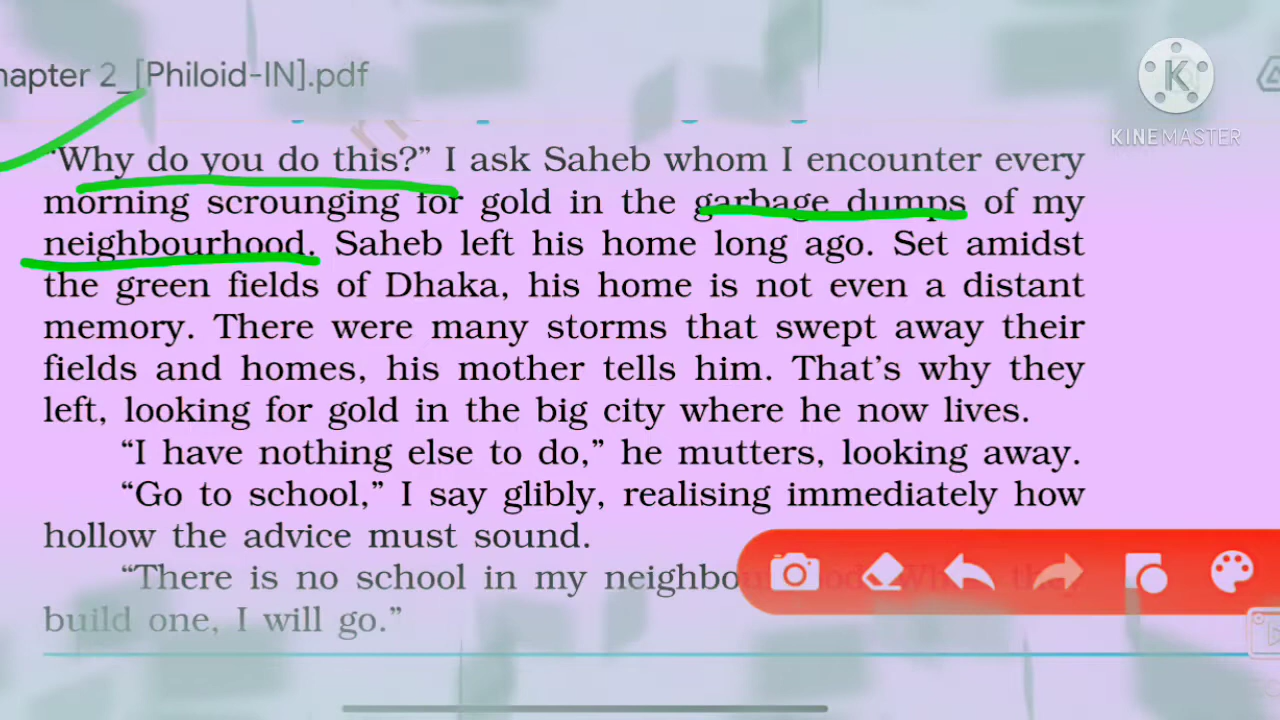 hapter 2_[Philoid-IN].pdf
KINEMASTER
"Why do you do this?" I ask Saheb whom I encounter every
morning scrounging for gold in the garbage dumps of my
neighbourhood. Saheb left his home long ago. Set amidst
the green fields of Dhaka, his home is not even a distant
memory. There were many storms that swept away their
fields and homes, his mother tells him. That's why they
left, looking for gold in the big city where he now lives.
"I have nothing else to do," he mutters, looking away.
"Go to school," I say glibly, realising immediately how
hollow the advice must sound.
"There is no school in my neighbourhood. When they
build one, I will go."